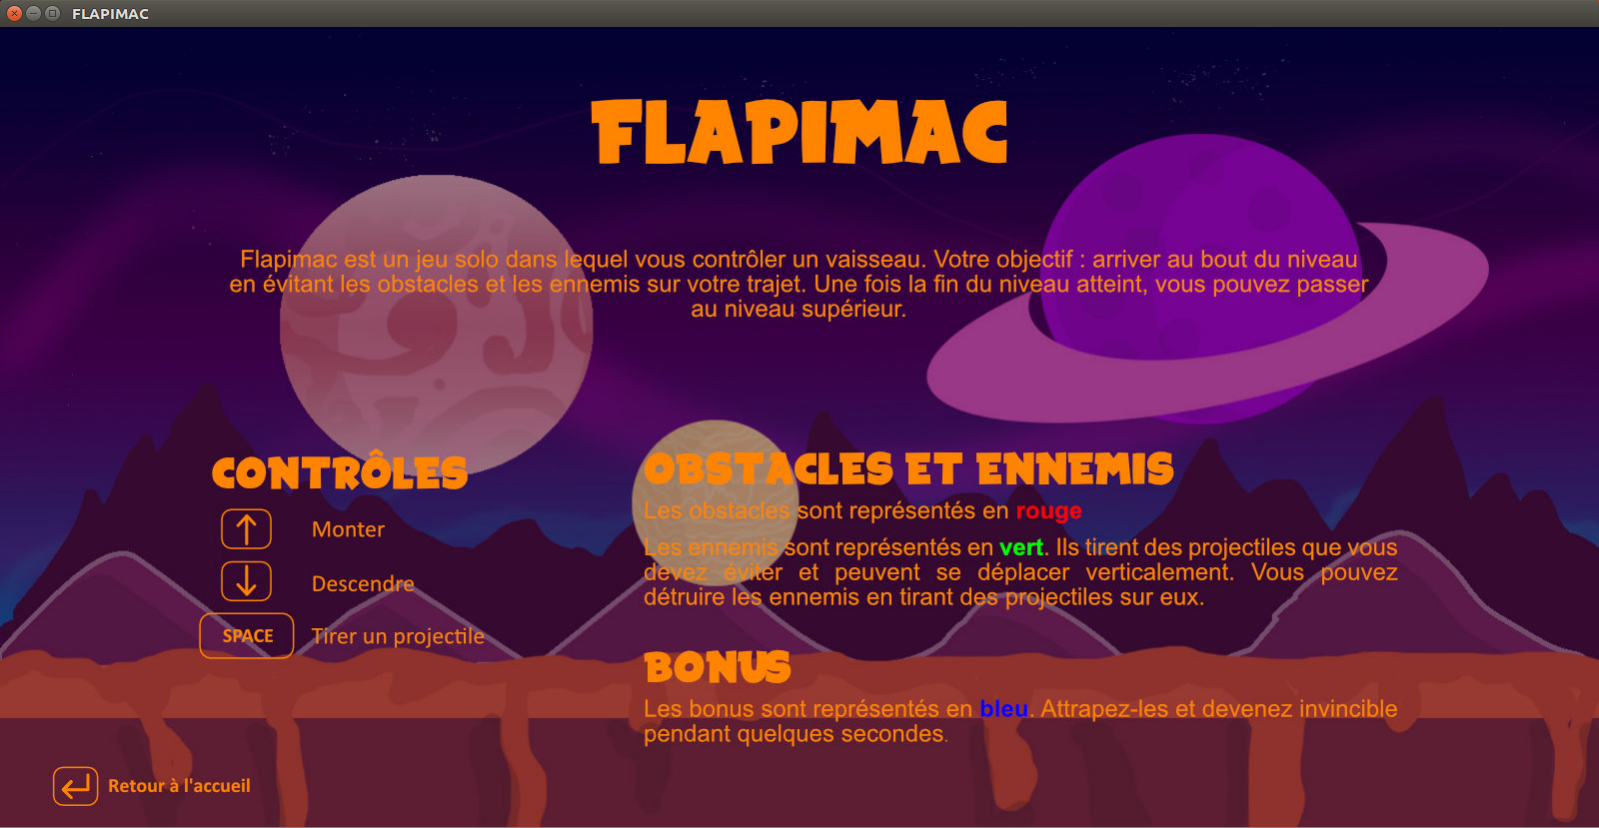 FLAPIMAC
FLAPIMAC
Flapimac est un jeu solo dans lequel vous contrôler un vaisseau. Votre objectif : arriver au bout du niveau
en évitant les obstacles et les ennemis sur votre trajet. Une fois la fin du niveau atteint, vous pouvez passer
au niveau supérieur.
CONTRÔLES
Monter
Descendre
SPACE Tirer un projectile
OBSTACLES ET ENNEMIS
Les obstacles sont représentés en rouge
Les ennemis sont représentés en vert. Ils tirent des projectiles que vous
devez éviter et peuvent se déplacer verticalement. Vous pouvez
détruire les ennemis en tirant des projectiles sur eux.
BONUS
Les bonus sont représentés en bleu. Attrapez-les et devenez invincible
pendant quelques secondes.
Retour à l'accueil